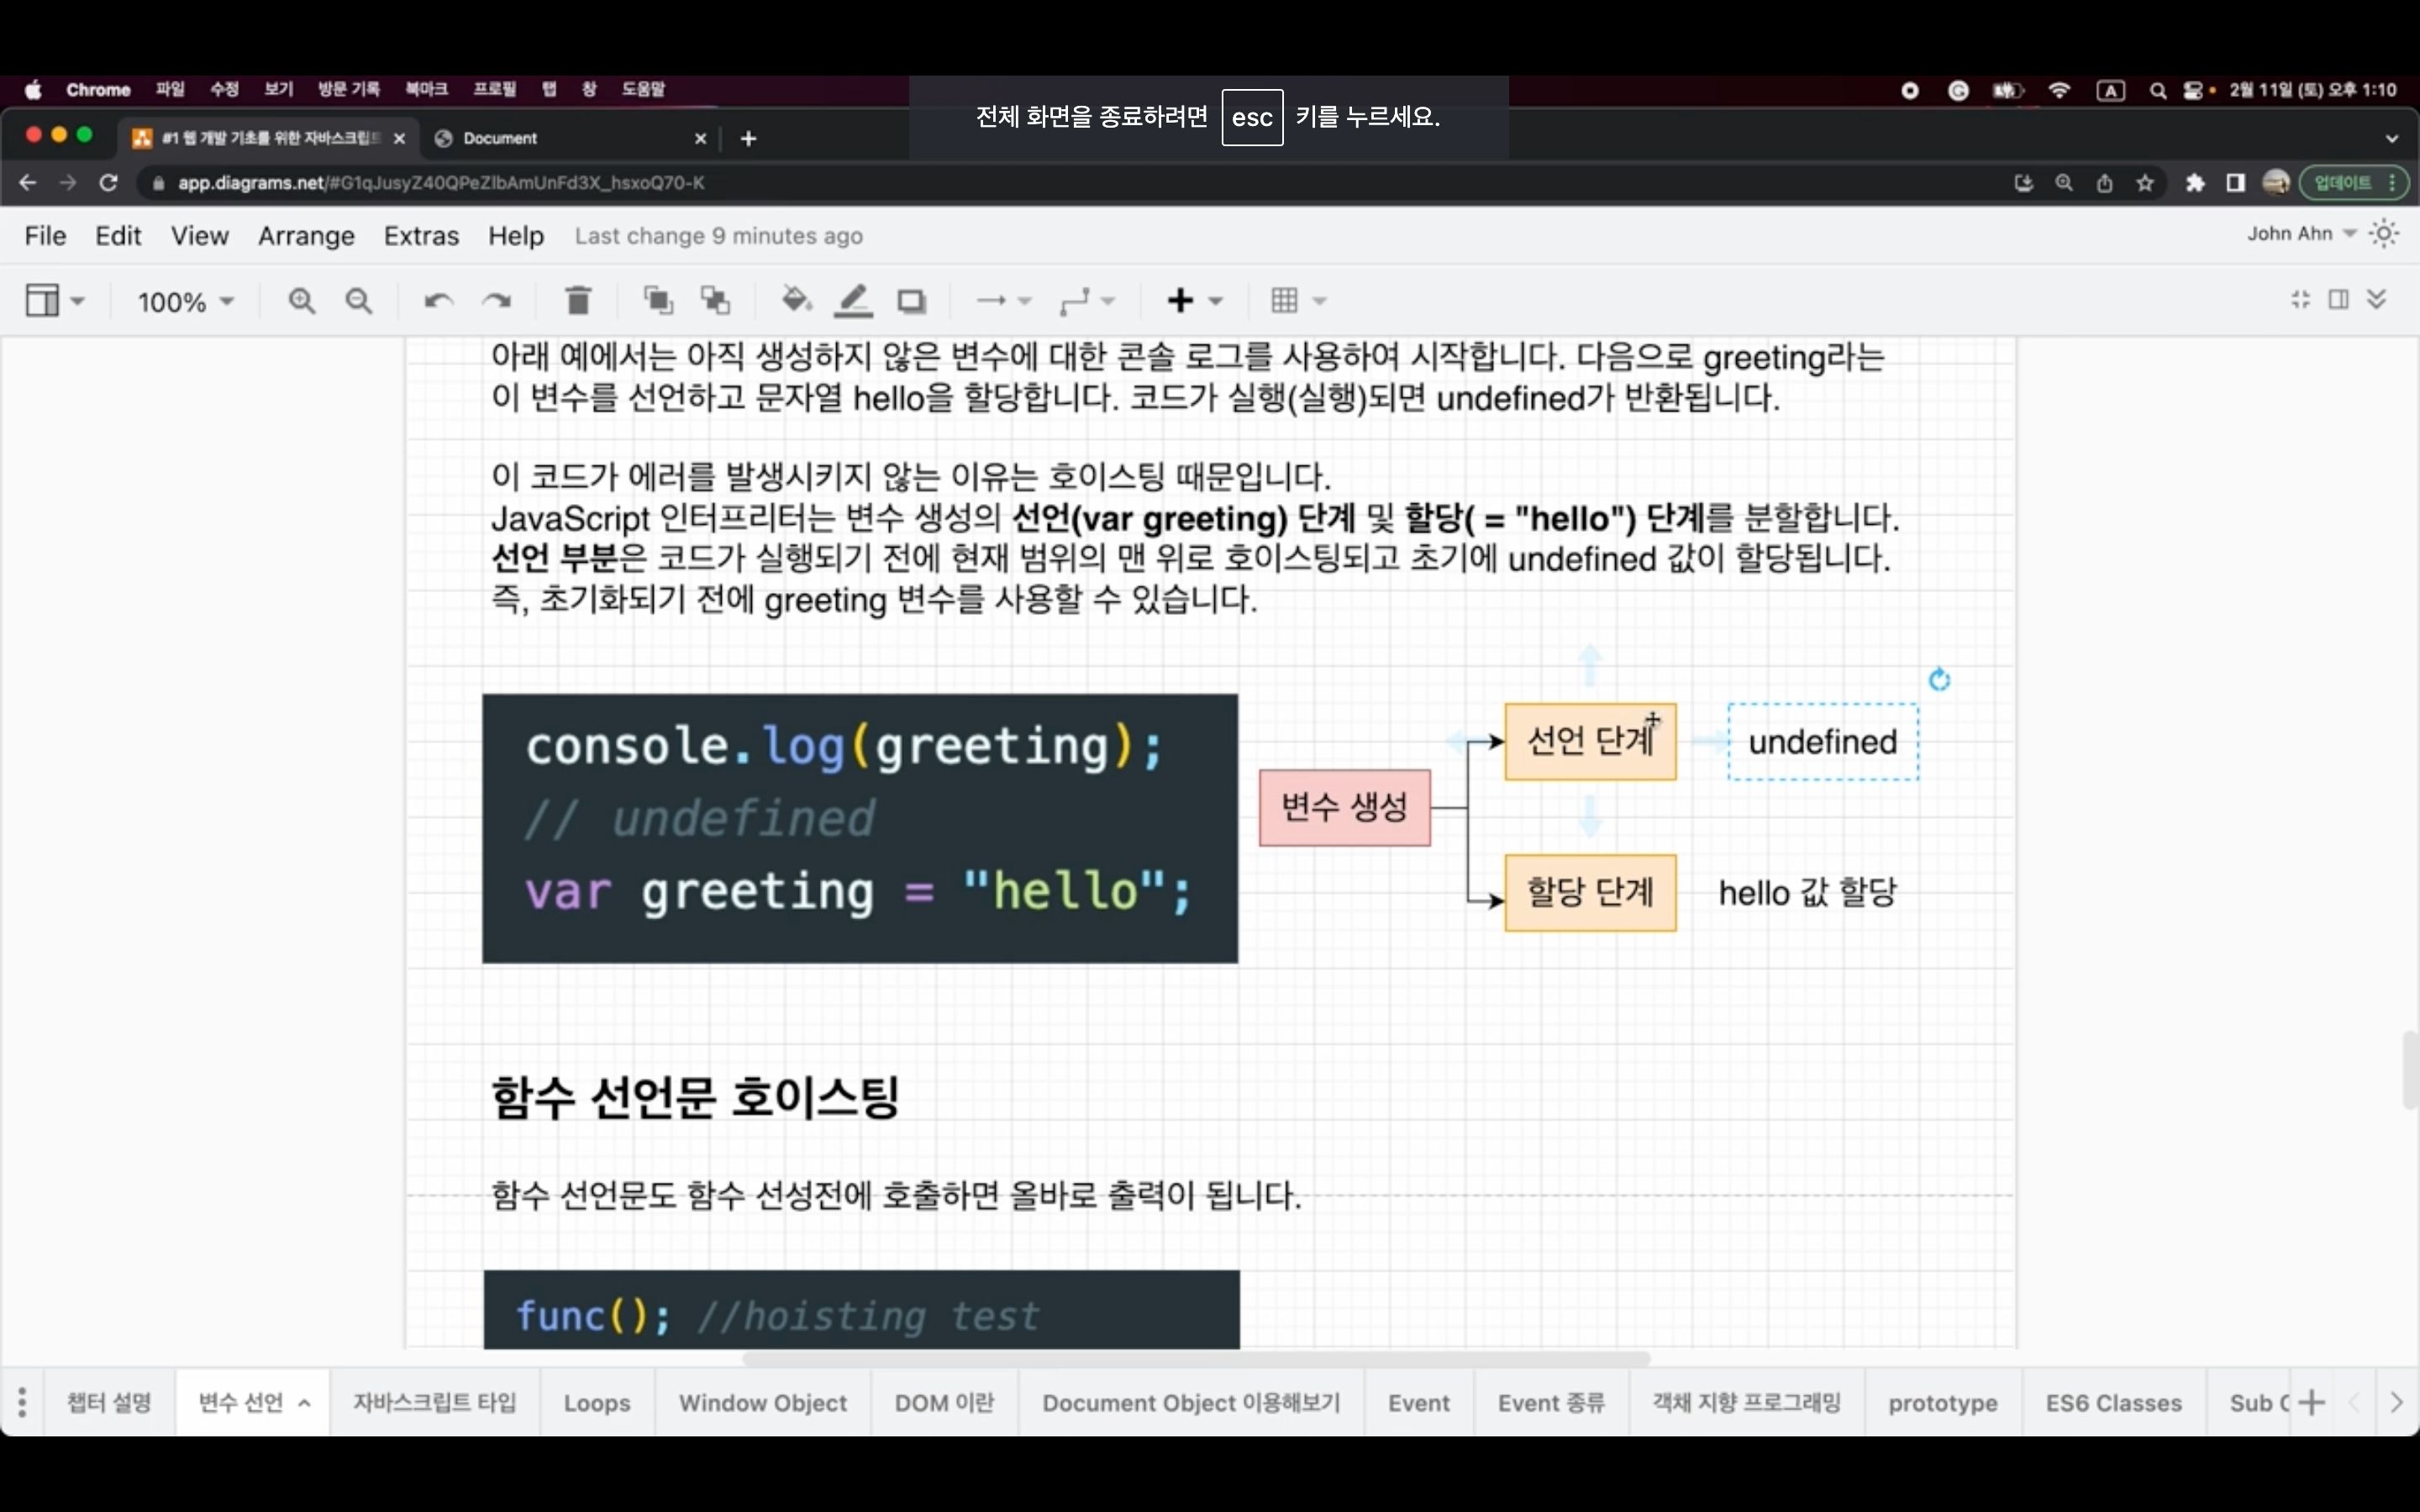 Chrome 파일 수정 보기 방문 기록 북마크 프로필 탭 창 도움말
A 2월 11일 (토) 오후 1:10
전체 화면을 종료하려면 esc 키를 누르세요.
#1 웹 개발 기초를 위한 자바스크립트
Document
app.diagrams.net/#G1qJusyZ40QPeZlbAmUnFd3X_hsxoQ70-K
업데이트
File Edit View Arrange Extras Help Last change 9 minutes ago
John Ahn
100%
아래 예에서는 아직 생성하지 않은 변수에 대한 콘솔 로그를 사용하여 시작합니다. 다음으로 greeting라는
이 변수를 선언하고 문자열 hello을 할당합니다. 코드가 실행(실행)되면 undefined가 반환됩니다.
이 코드가 에러를 발생시키지 않는 이유는 호이스팅 때문입니다.
JavaScript 인터프리터는 변수 생성의 선언(var greeting) 단계 및 할당( = "hello") 단계를 분할합니다.
선언 부분은 코드가 실행되기 전에 현재 범위의 맨 위로 호이스팅되고 초기에 undefined 값이 할당됩니다.
즉, 초기화되기 전에 greeting 변수를 사용할 수 있습니다.
console.log(greeting);
// undefined
var greeting = "hello";
변수 생성
선언 단계
undefined
할당 단계
hello 값 할당
함수 선언문 호이스팅
함수 선언문도 함수 선성전에 호출하면 올바로 출력이 됩니다.
func(); //hoisting test
챕터 설명 변수 선언 자바스크립트 타입 Loops Window Object DOM 이란 Document Object 이용해보기 Event Event 종류 객채 지향 프로그래밍 prototype ES6 Classes Sub